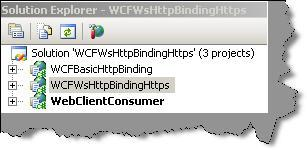 Solution Explorer - WCFWsHttpBindingHttps
Solution 'WCFWsHttpBindingHttps' (3 projects)
WCFBasicHttpBinding
WCFWsHttpBindingHttps
WebClientConsumer